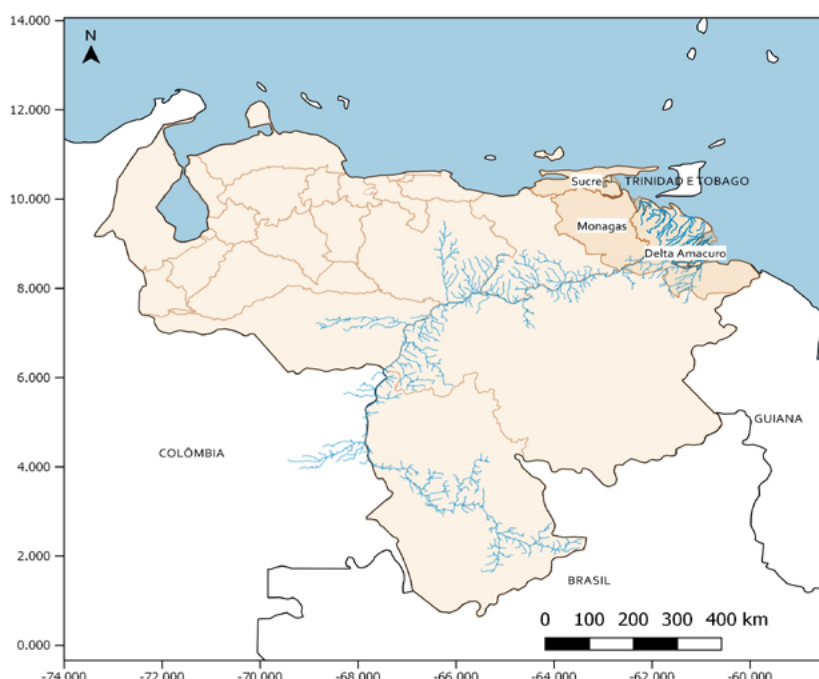 14.000
N
12.000
10.000
Sucre
TRINIDAD E TOBAGO
Monagas
Delta Amacuro
8.000
6.000
GUIANA
COLÔMBIA
4.000
2.000
BRASIL
0 100 200 300 400 km
0.000
-74.000 -72.000 -70.000 -68.000 -66.000 -64.000 -62.000 -60.000